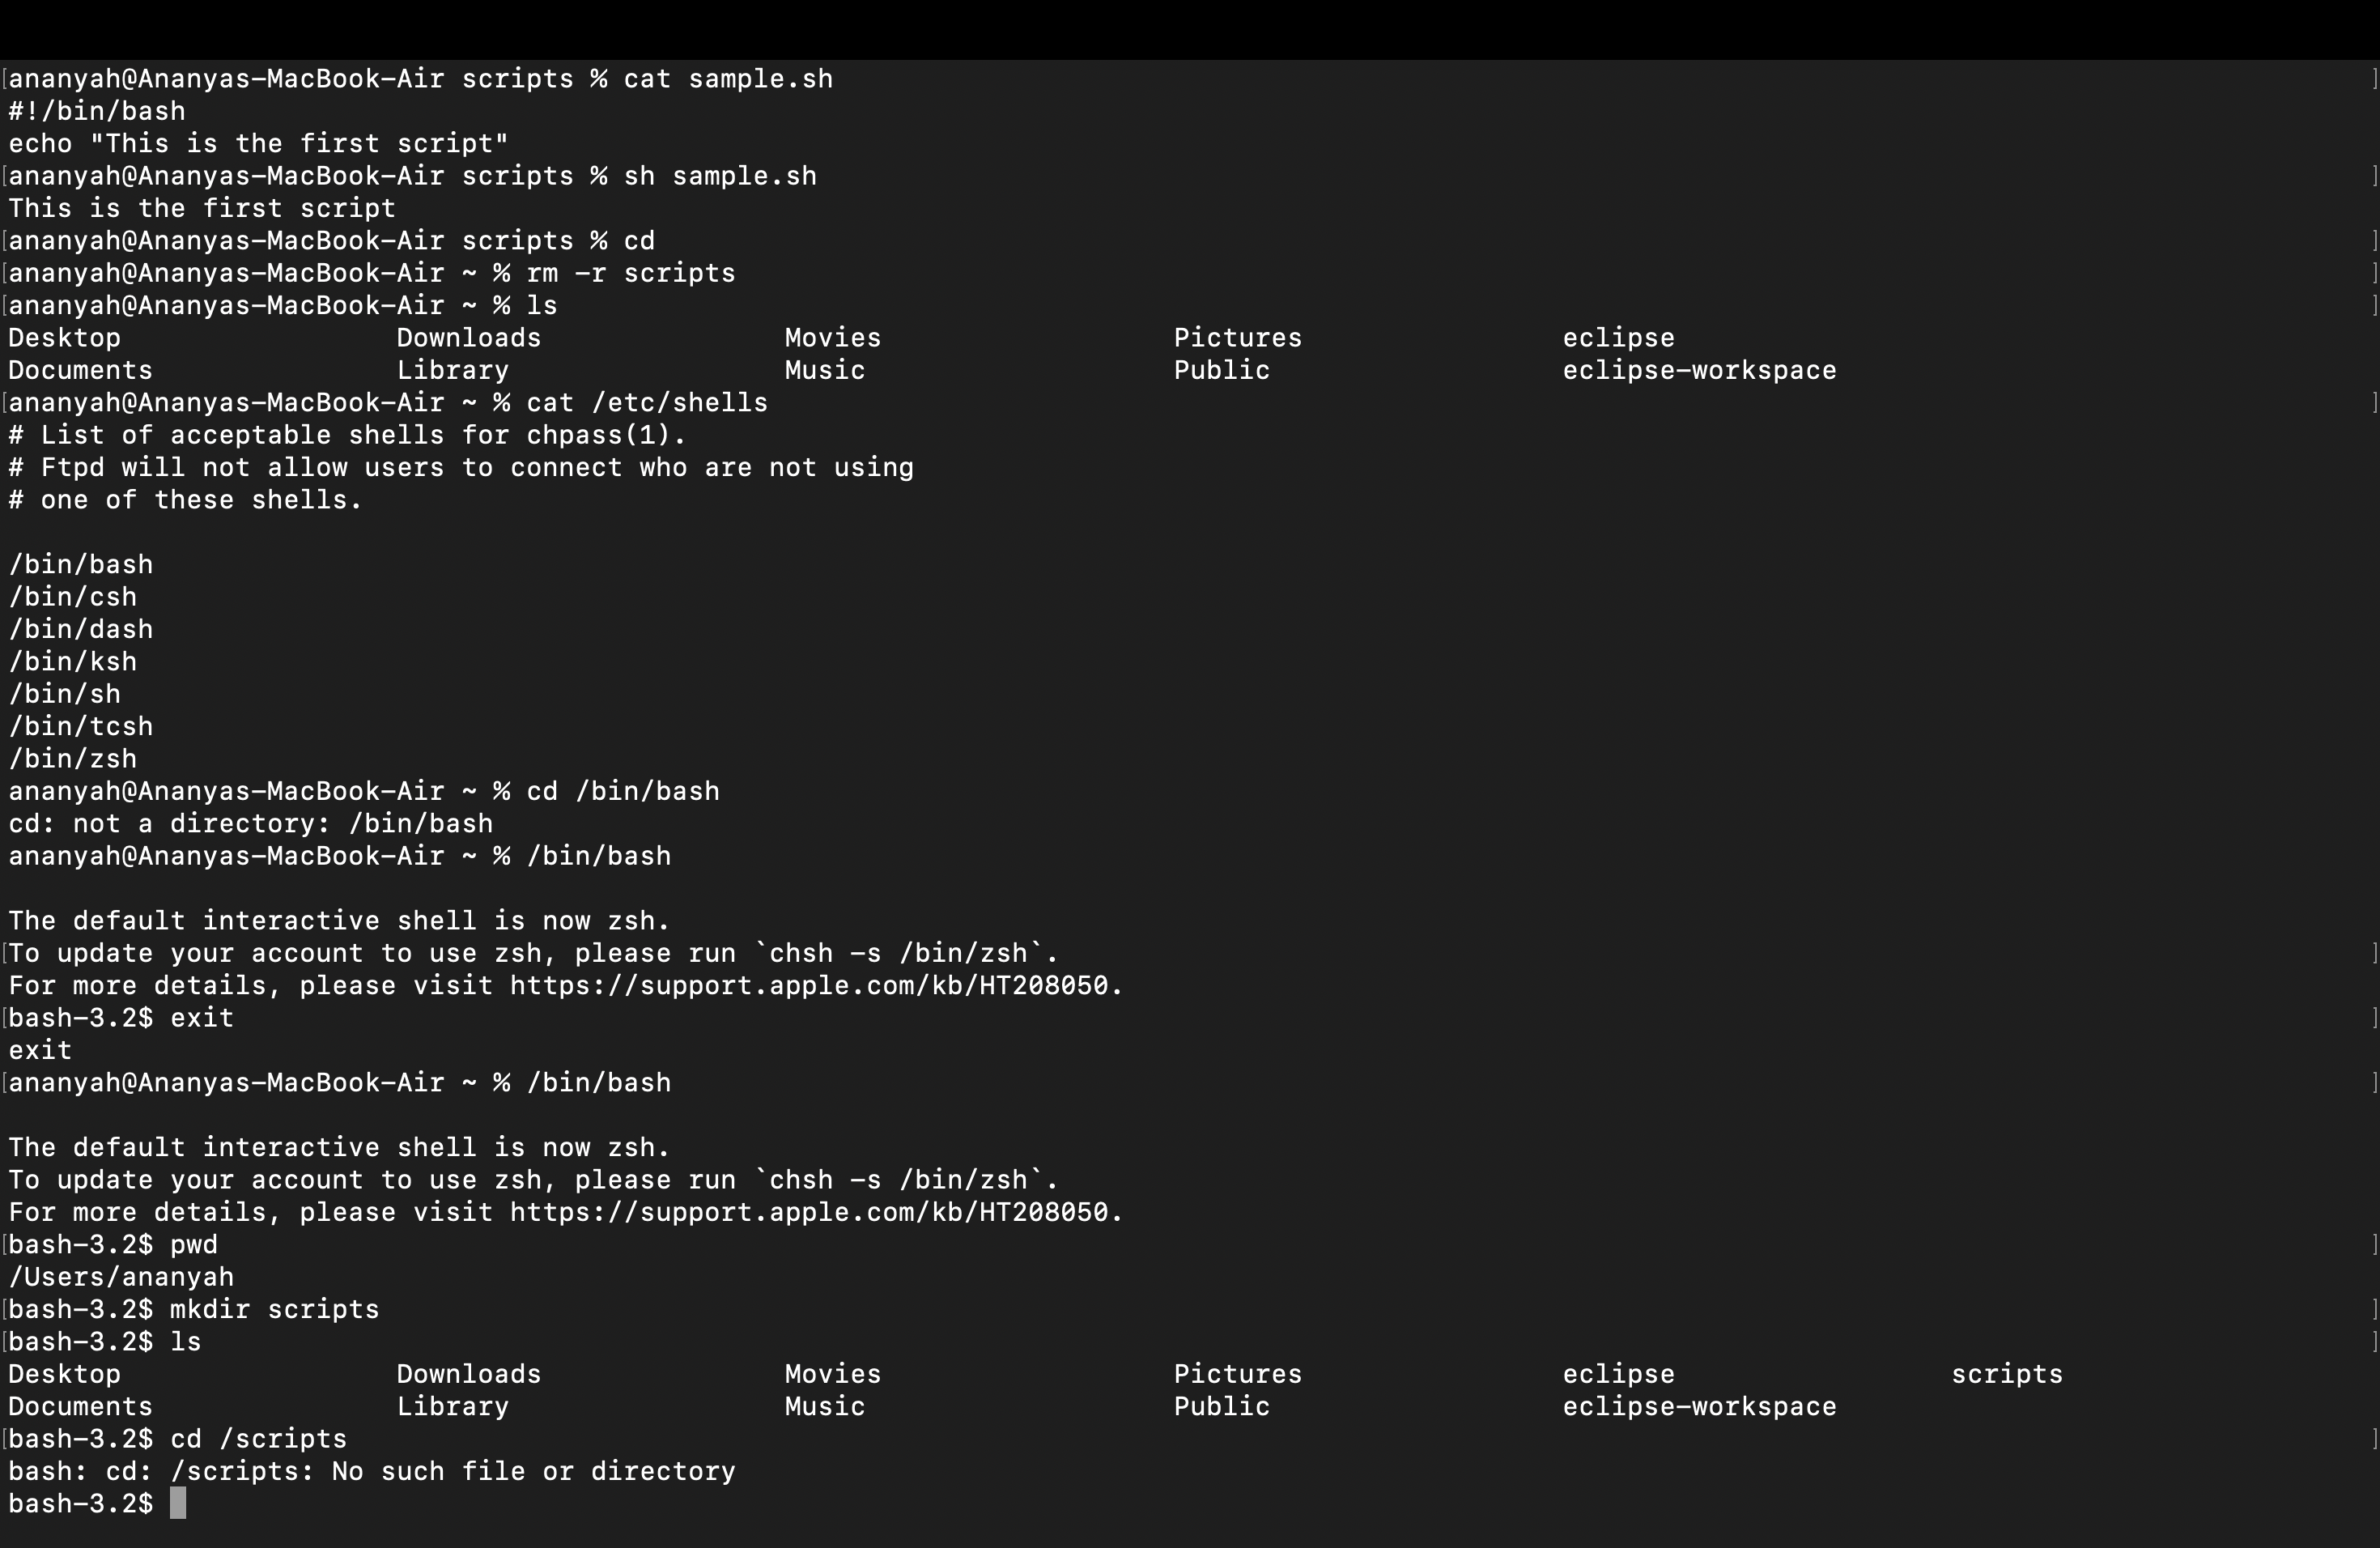 [ananyah@Ananyas-MacBook-Air scripts % cat sample.sh ]
#!/bin/bash
echo "This is the first script"
[ananyah@Ananyas-MacBook-Air scripts % sh sample.sh ]
This is the first script
[ananyah@Ananyas-MacBook-Air scripts % cd ]
[ananyah@Ananyas-MacBook-Air ~ % rm -r scripts ]
[ananyah@Ananyas-MacBook-Air ~ % ls ]
Desktop Downloads Movies Pictures eclipse
Documents Library Music Public eclipse-workspace
[ananyah@Ananyas-MacBook-Air ~ % cat /etc/shells ]
# List of acceptable shells for chpass(1).
# Ftpd will not allow users to connect who are not using
# one of these shells.

/bin/bash
/bin/csh
/bin/dash
/bin/ksh
/bin/sh
/bin/tcsh
/bin/zsh
ananyah@Ananyas-MacBook-Air ~ % cd /bin/bash
cd: not a directory: /bin/bash
ananyah@Ananyas-MacBook-Air ~ % /bin/bash

The default interactive shell is now zsh.
[To update your account to use zsh, please run `chsh -s /bin/zsh`. ]
For more details, please visit https://support.apple.com/kb/HT208050.
[bash-3.2$ exit ]
exit
[ananyah@Ananyas-MacBook-Air ~ % /bin/bash ]

The default interactive shell is now zsh.
To update your account to use zsh, please run `chsh -s /bin/zsh`.
For more details, please visit https://support.apple.com/kb/HT208050.
[bash-3.2$ pwd ]
/Users/ananyah
[bash-3.2$ mkdir scripts ]
[bash-3.2$ ls ]
Desktop Downloads Movies Pictures eclipse scripts
Documents Library Music Public eclipse-workspace
[bash-3.2$ cd /scripts ]
bash: cd: /scripts: No such file or directory
bash-3.2$